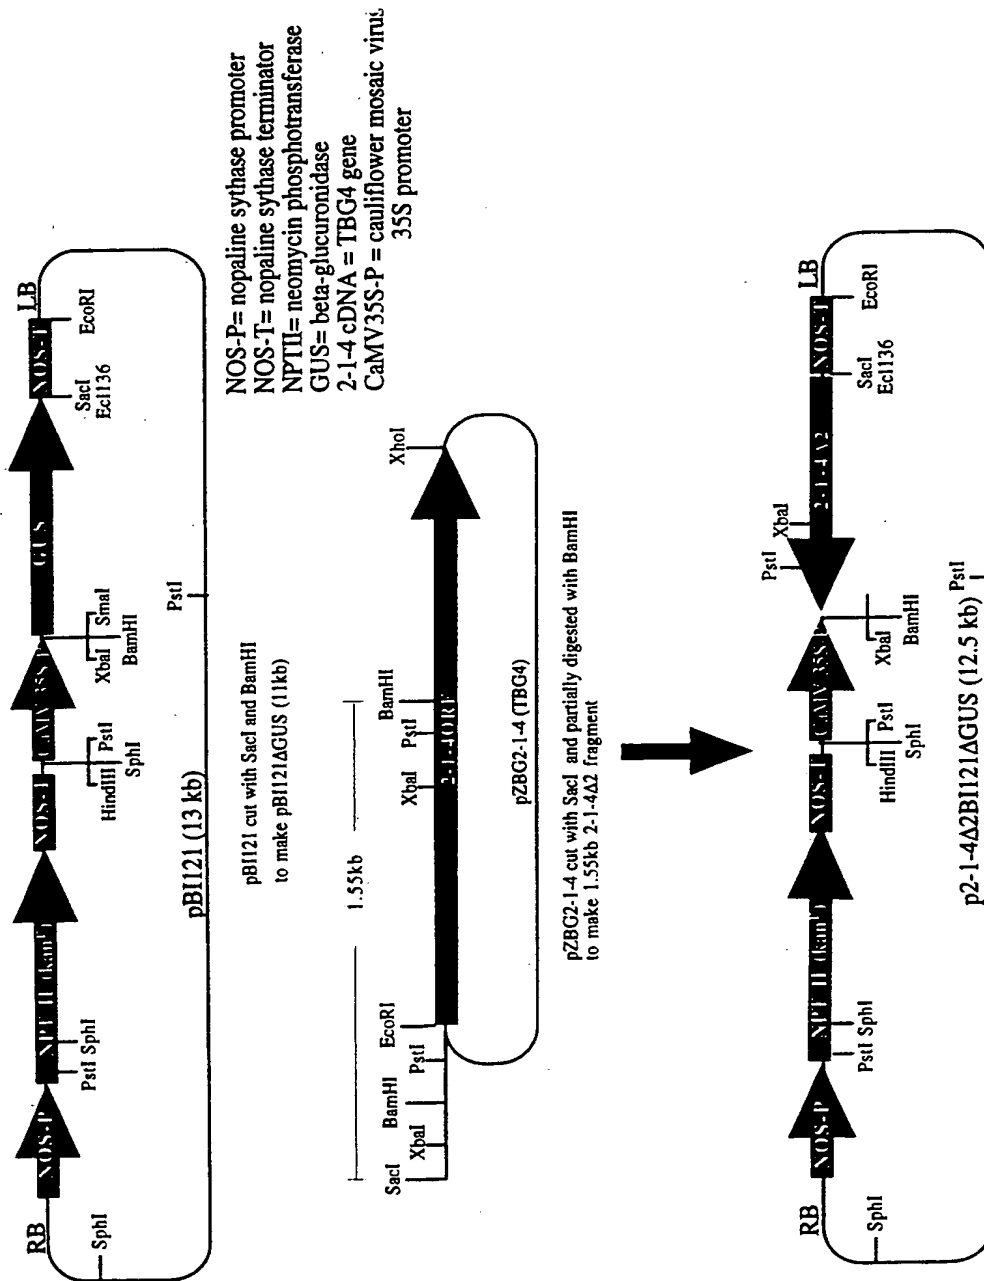 RB
NOS-P
NPT II (kanR)
NOS-T
CaMV 35S-P
GUS
NOS-T
LB
SphI
PstI SphI
HindIII PstI
SphI
XbaI SmaI
BamHI
SacI
Ecl136
EcoRI
PstI
pBI121 (13 kb)
NOS-P= nopaline sythase promoter
NOS-T= nopaline sythase terminator
NPTII= neomycin phosphotransferase
GUS= beta-glucuronidase
2-1-4 cDNA = TBG4 gene
CaMV35S-P = cauliflower mosaic virus
35S promoter
pBI121 cut with SacI and BamHI
to make pBI121ΔGUS (11kb)
1.55kb
SacI
XbaI
BamHI
PstI
EcoRI
XbaI
PstI
BamHI
XhoI
2-1-4ORF
pZBG2-1-4 (TBG4)
pZBG2-1-4 cut with SacI and partially digested with BamHI
to make 1.55kb 2-1-4Δ2 fragment
RB
NOS-P
NPT II (kanR)
NOS-T
CaMV 35S-P
2-1-4Δ2
NOS-T
LB
SphI
PstI SphI
HindIII PstI
SphI
XbaI
BamHI
PstI
XbaI
SacI
Ecl136
EcoRI
PstI
p2-1-4Δ2BI121ΔGUS (12.5 kb)